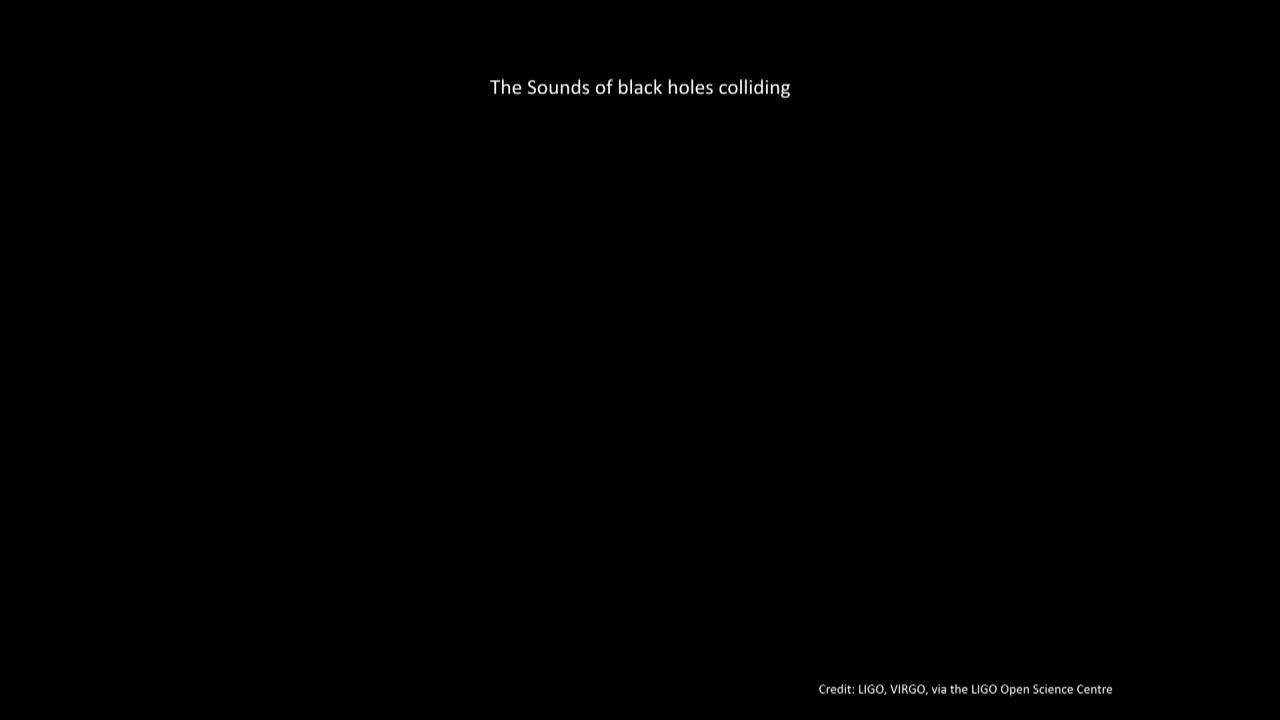 The Sounds of black holes colliding
Credit: LIGO, VIRGO, via the LIGO Open Science Centre